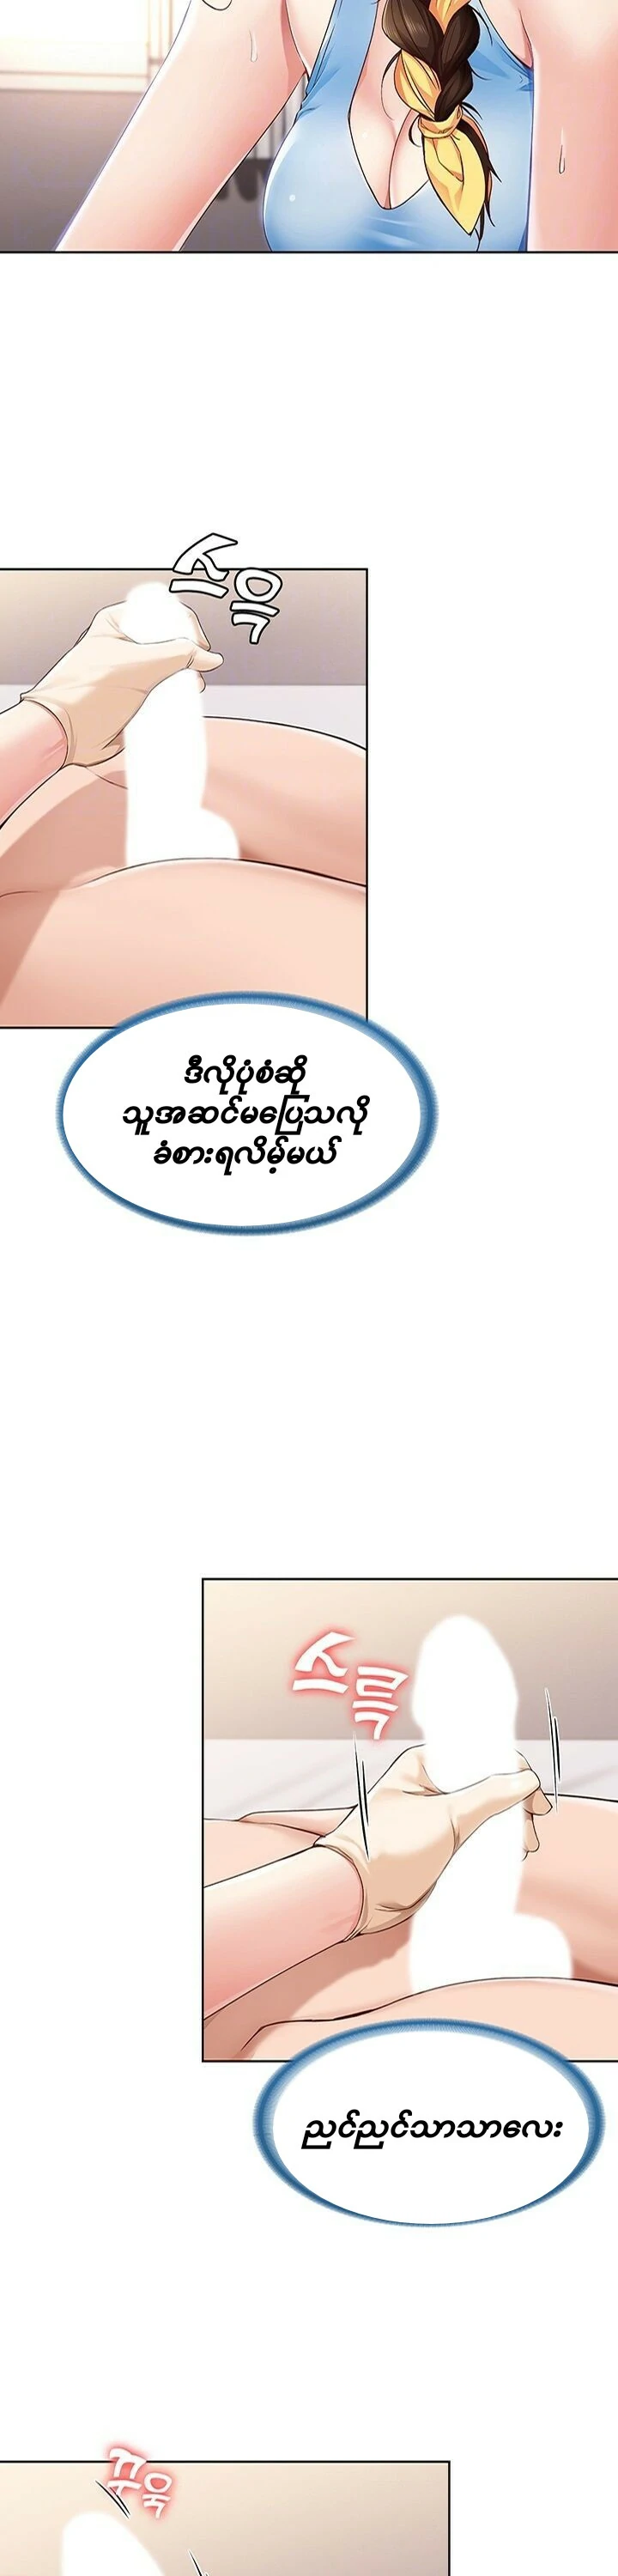 스윽
ဒီလိုပုံစံဆို
သူအဆင်မပြေသလို
ခံစားရလိမ့်မယ်
스륵
ညင်ညင်သာသာလေး
꾸욱